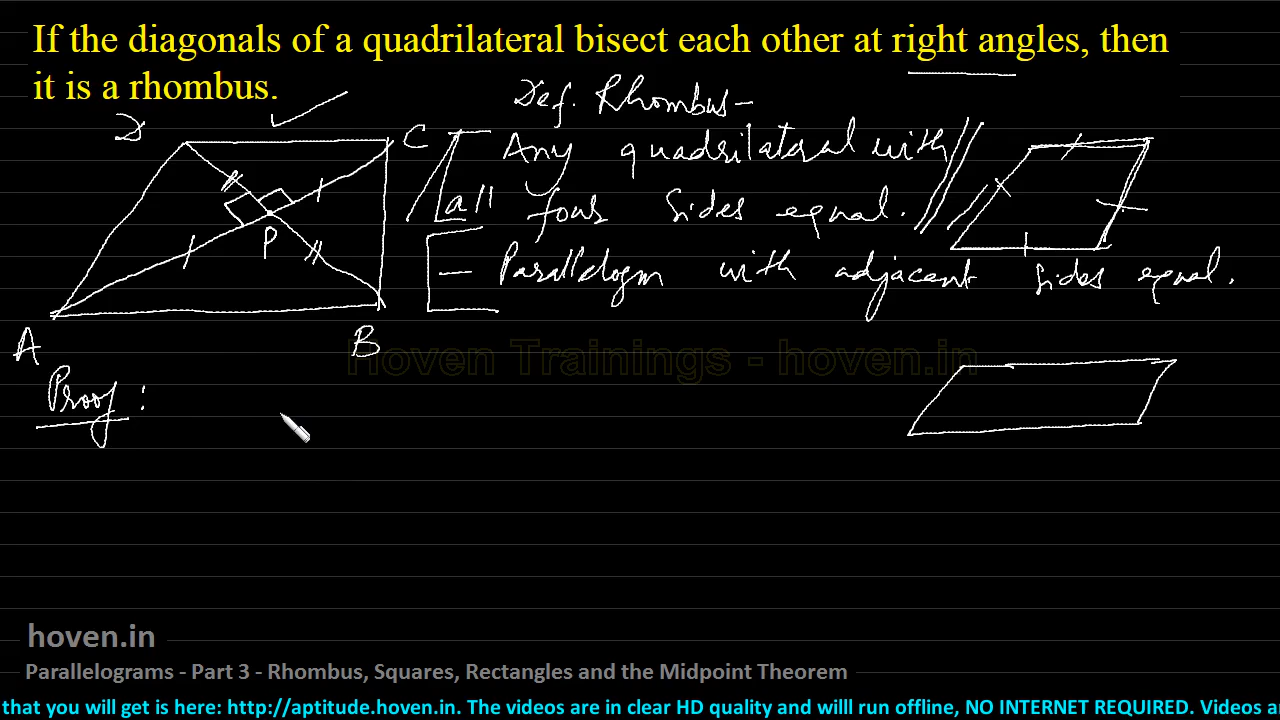 If the diagonals of a quadrilateral bisect each other at right angles, then
it is a rhombus.
Def. Rhombus-
D
C
Any quadrilateral with
all four sides equal.
P
- Parallelogm with adjacent sides equal.
A
B
Hoven Trainings - hoven.in
Proof :
hoven.in
Parallelograms - Part 3 - Rhombus, Squares, Rectangles and the Midpoint Theorem
that you will get is here: http://aptitude.hoven.in. The videos are in clear HD quality and willl run offline, NO INTERNET REQUIRED. Videos a